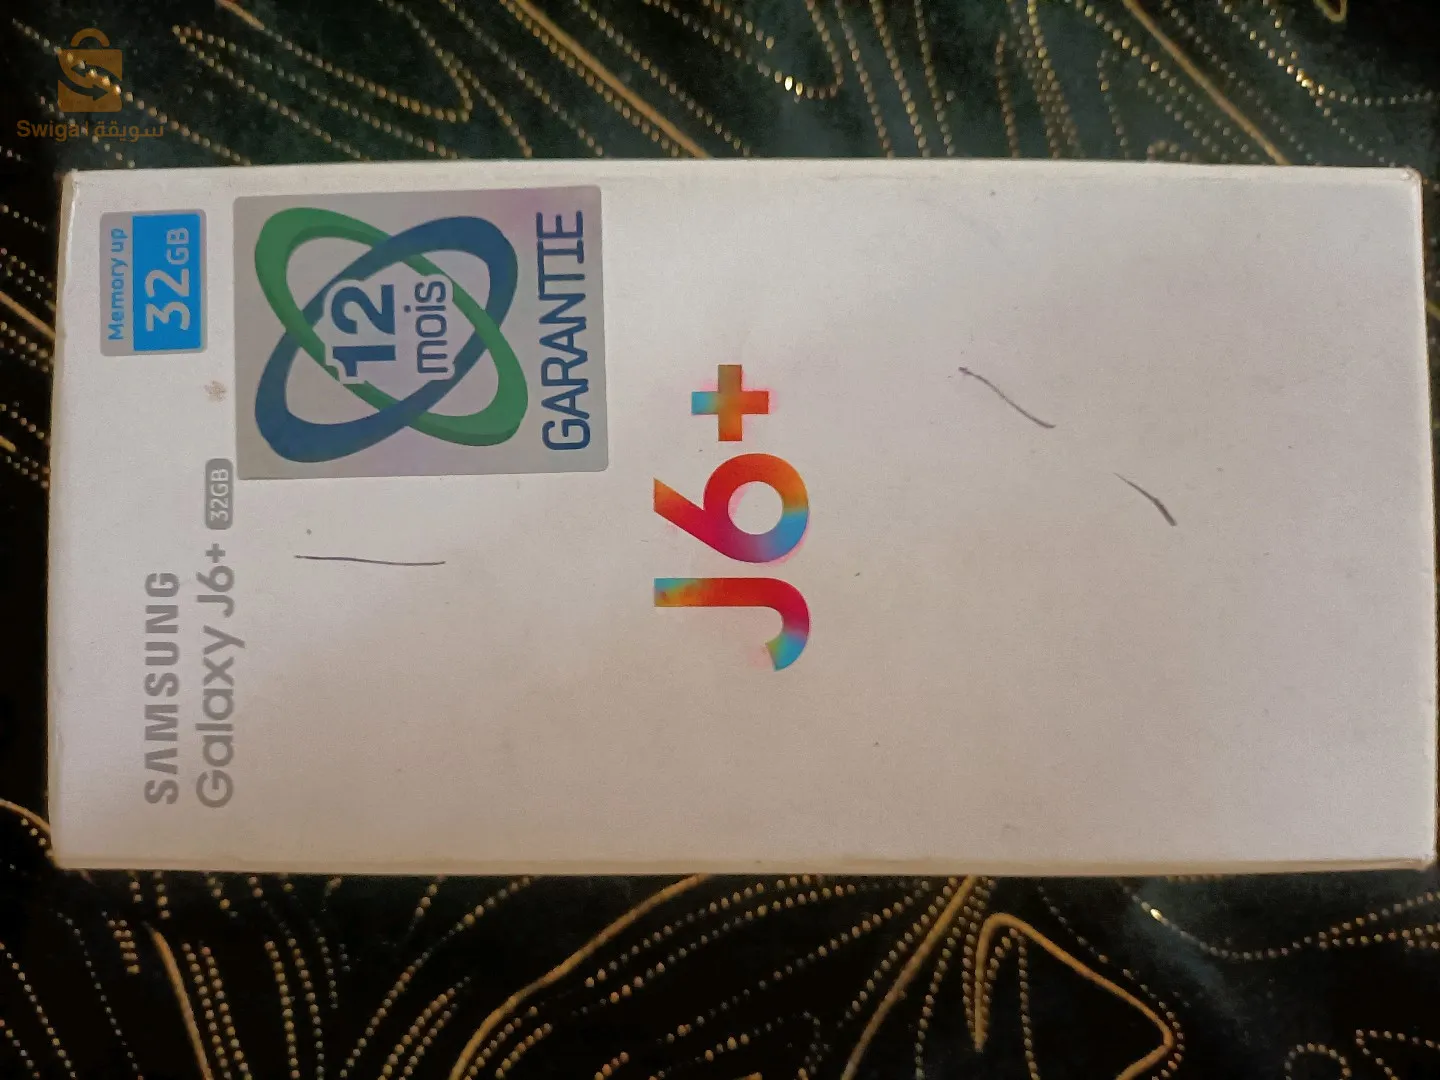 Swiga سويقة
Memory up
32GB
12
mois
GARANTIE
SAMSUNG
Galaxy J6+ 32GB
J6+